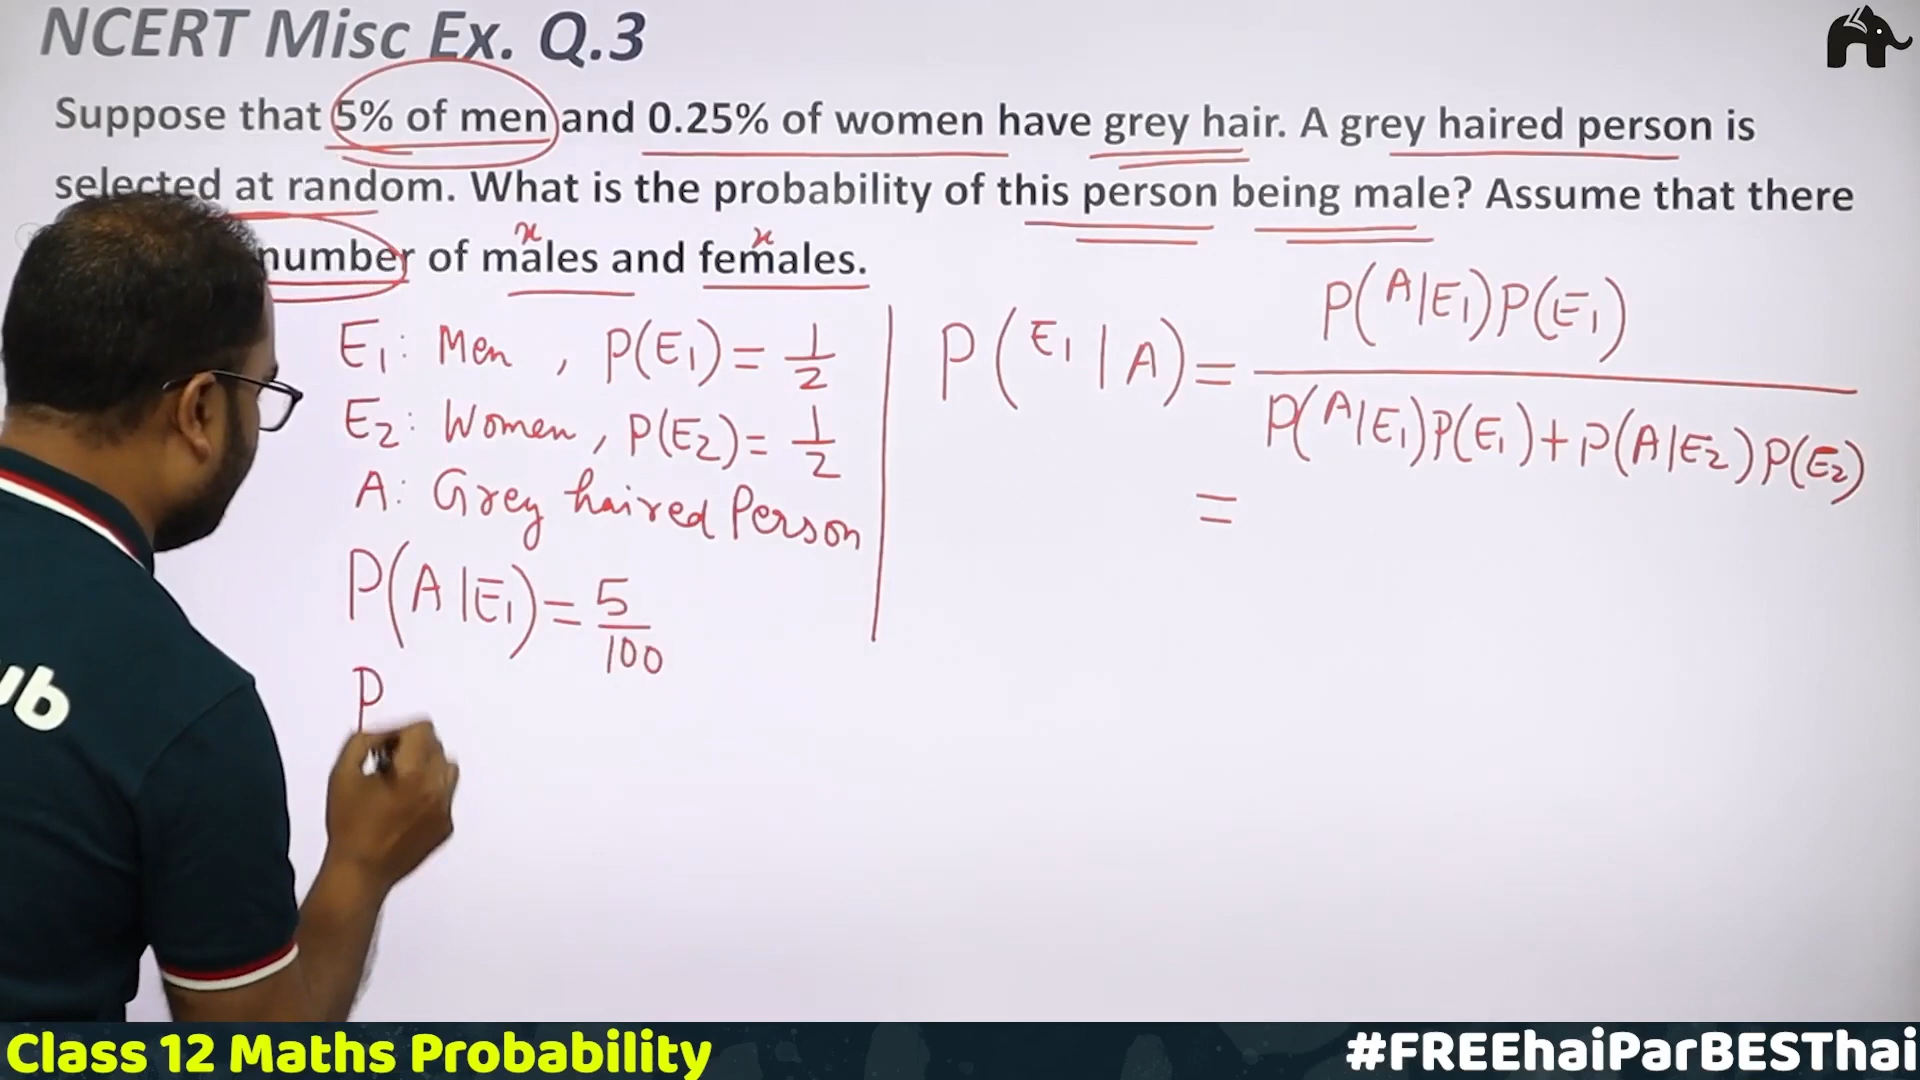 NCERT Misc Ex. Q.3
Suppose that 5% of men and 0.25% of women have grey hair. A grey haired person is
selected at random. What is the probability of this person being male? Assume that there
number of males and females.
x x
E₁: Men, P(E₁) = 1/2
E₂: Women, P(E₂) = 1/2
A: Grey haired Person
P(A|E₁) = 5/100
P
P(E₁|A) = P(A|E₁)P(E₁) / P(A|E₁)P(E₁) + P(A|E₂)P(E₂)
=
Class 12 Maths Probability
#FREEhaiParBESThai